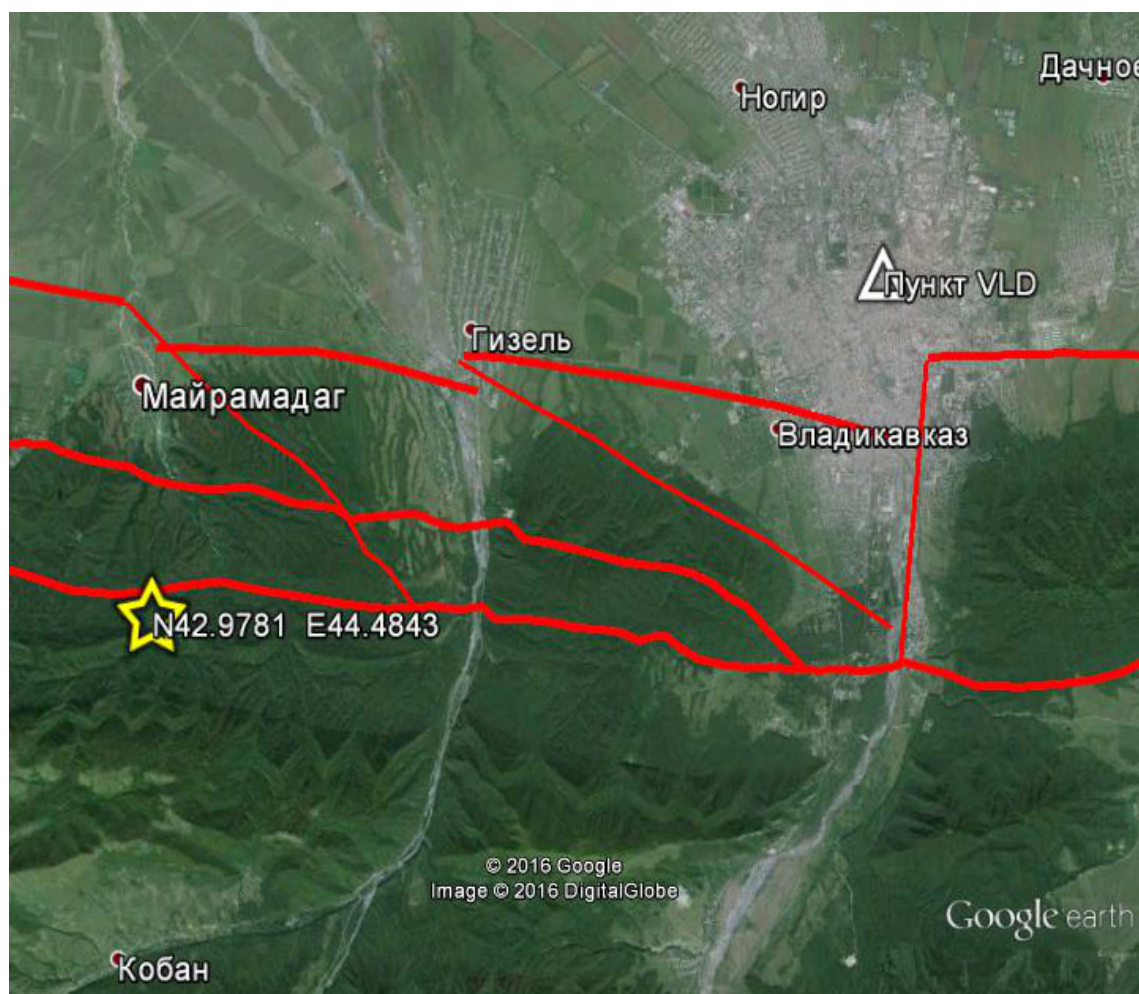 Дачное
Ногир
Пункт VLD
Гизель
Майрамадаг
Владикавказ
N42.9781 E44.4843
© 2016 Google
Image © 2016 DigitalGlobe
Google earth
Кобан